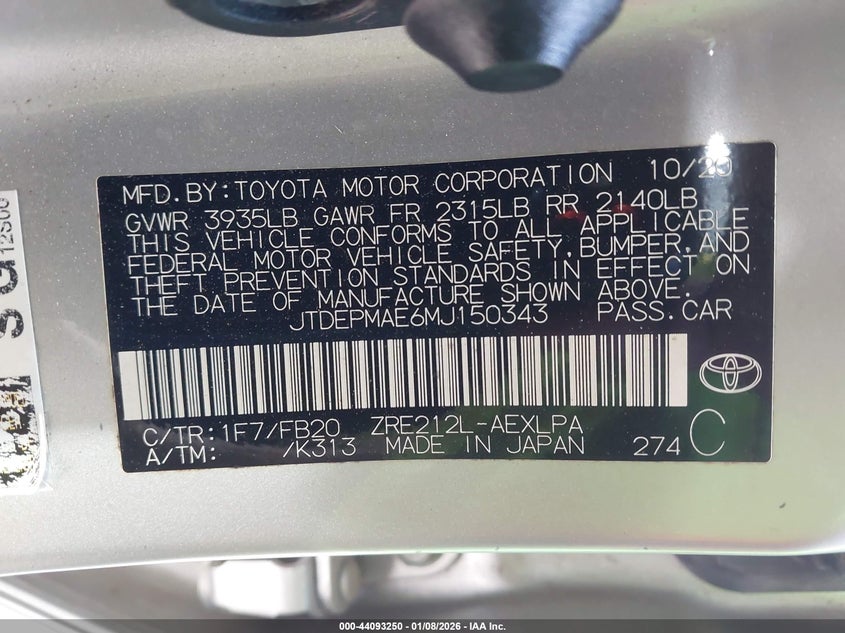 MFD. BY: TOYOTA MOTOR CORPORATION 10/20
GVWR 3935LB GAWR FR 2315LB RR 2140LB
THIS VEHICLE CONFORMS TO ALL APPLICABLE
FEDERAL MOTOR VEHICLE SAFETY, BUMPER, AND
THEFT PREVENTION STANDARDS IN EFFECT ON
THE DATE OF MANUFACTURE SHOWN ABOVE.
JTDEPMAE6MJ150343 PASS. CAR
C/TR: 1F7/FB20 ZRE212L-AEXLPA
A/TM: /K313 MADE IN JAPAN 274 C
000-44093250 - 01/08/2026 - IAA Inc.